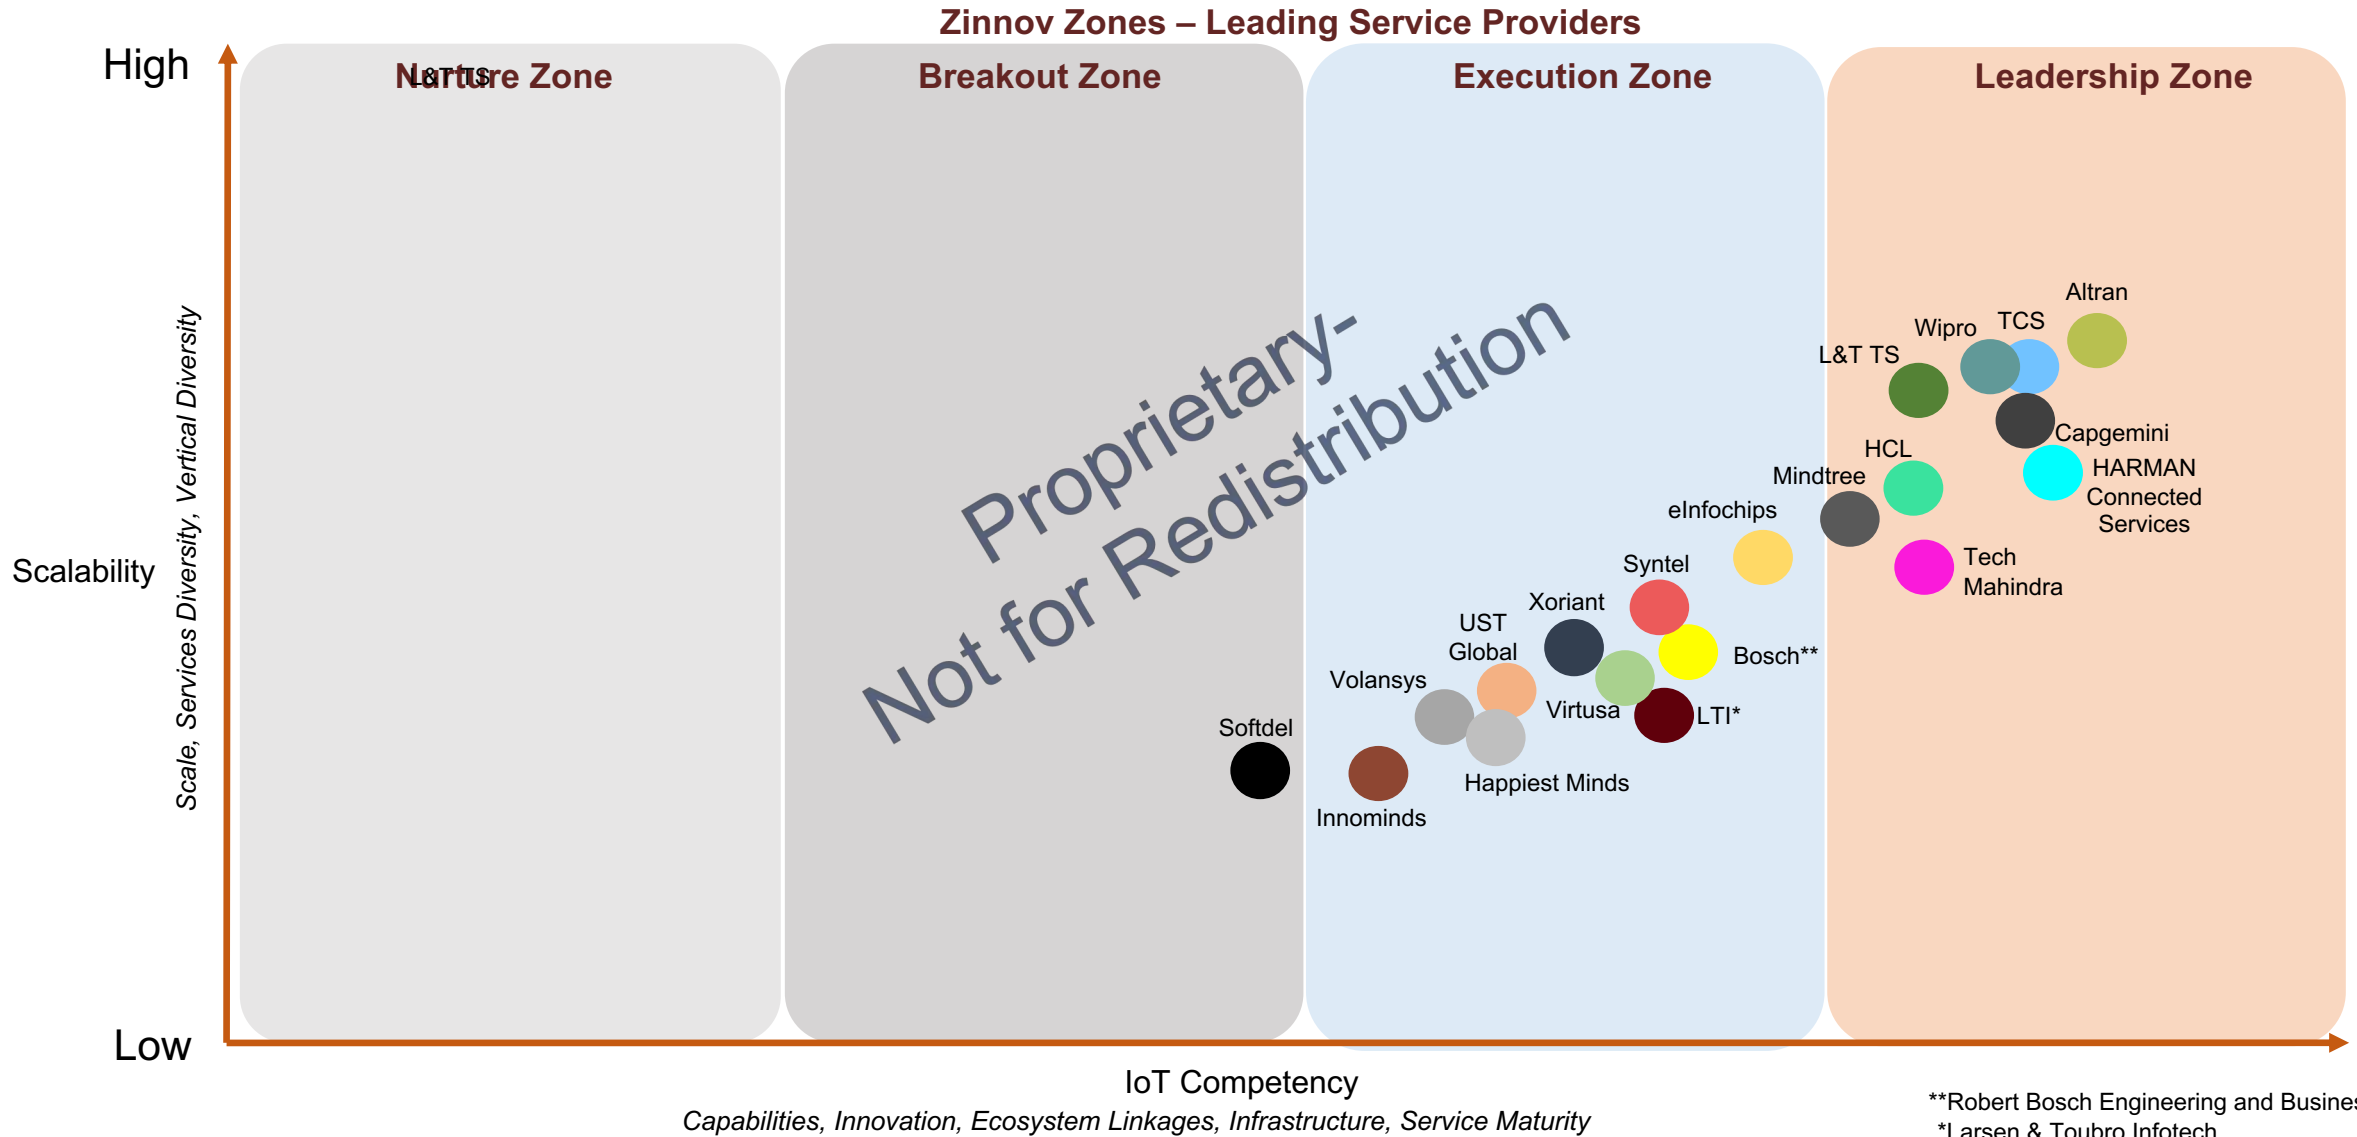 Zinnov Zones – Leading Service Providers
High
Nurture Zone
L&T TS
Breakout Zone
Execution Zone
Leadership Zone
Altran
TCS
Wipro
L&T TS
Capgemini
HCL
HARMAN
Connected
Services
Mindtree
eInfochips
Tech
Mahindra
Syntel
Xoriant
UST
Global
Bosch**
Volansys
Virtusa
LTI*
Softdel
Happiest Minds
Innominds
Proprietary-
Not for Redistribution
Scalability
Scale, Services Diversity, Vertical Diversity
Low
IoT Competency
Capabilities, Innovation, Ecosystem Linkages, Infrastructure, Service Maturity
**Robert Bosch Engineering and Busines
*Larsen & Toubro Infotech